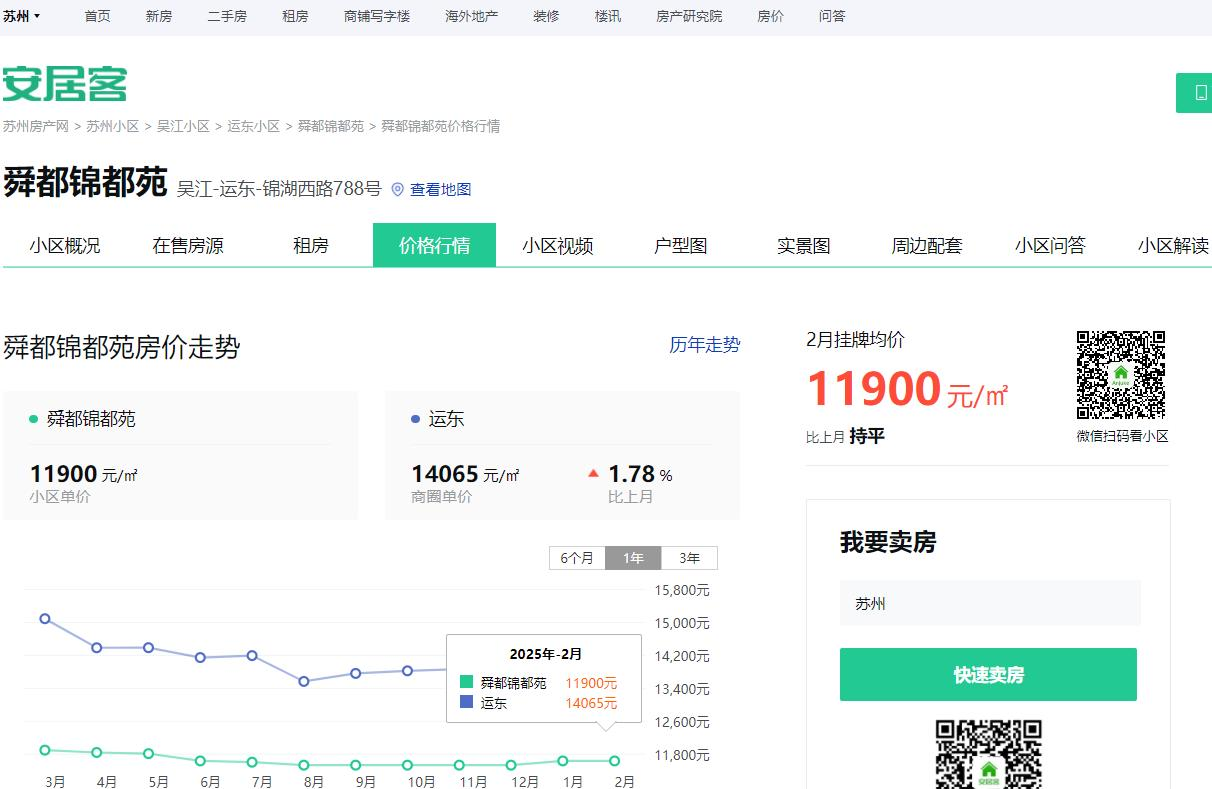 苏州 首页 新房 二手房 租房 商铺写字楼 海外地产 装修 楼讯 房产研究院 房价 问答
安居客
苏州房产网 > 苏州小区 > 吴江小区 > 运东小区 > 舜都锦都苑 > 舜都锦都苑价格行情
舜都锦都苑 吴江-运东-锦湖西路788号 查看地图
小区概况 在售房源 租房 价格行情 小区视频 户型图 实景图 周边配套 小区问答 小区解读
舜都锦都苑房价走势 历年走势
舜都锦都苑
11900 元/㎡
小区单价
运东
14065 元/㎡ 1.78 %
商圈单价 比上月
6个月 1年 3年
15,800元
15,000元
14,200元
13,400元
12,600元
11,800元
2025年-2月
舜都锦都苑 11900元
运东 14065元
3月 4月 5月 6月 7月 8月 9月 10月 11月 12月 1月 2月
2月挂牌均价
11900 元/㎡
比上月 持平
Anjuke
微信扫码看小区
我要卖房
苏州
快速卖房
安居客